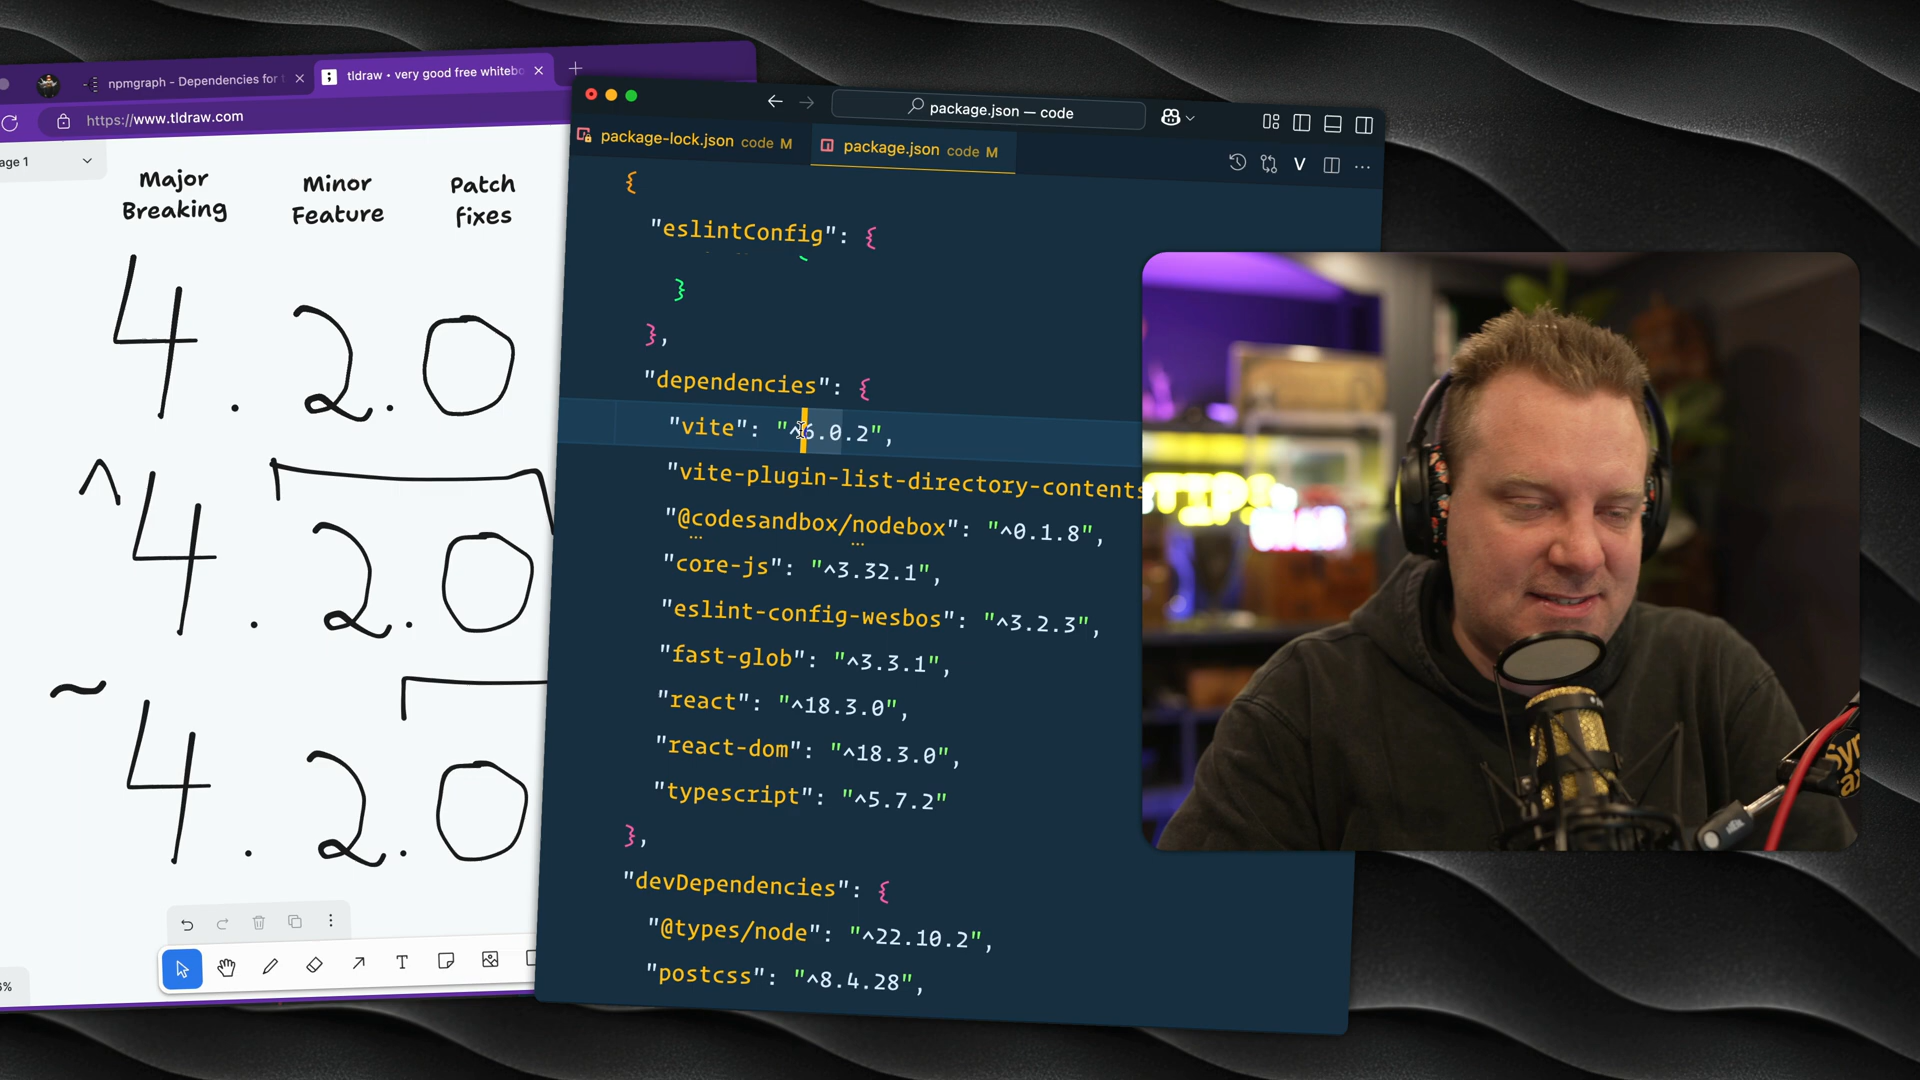 npmgraph - Dependencies for
tldraw • very good free whitebo
https://www.tldraw.com
age 1
Major
Breaking
Minor
Feature
Patch
fixes
4.2.0
^4.2.0
~4.2.0
package.json — code
package-lock.json code M
package.json code M
{
"eslintConfig": {
}
},
"dependencies": {
"vite": "^6.0.2",
"vite-plugin-list-directory-contents
"@codesandbox/nodebox": "^0.1.8",
"core-js": "^3.32.1",
"eslint-config-wesbos": "^3.2.3",
"fast-glob": "^3.3.1",
"react": "^18.3.0",
"react-dom": "^18.3.0",
"typescript": "^5.7.2"
},
"devDependencies": {
"@types/node": "^22.10.2",
"postcss": "^8.4.28",